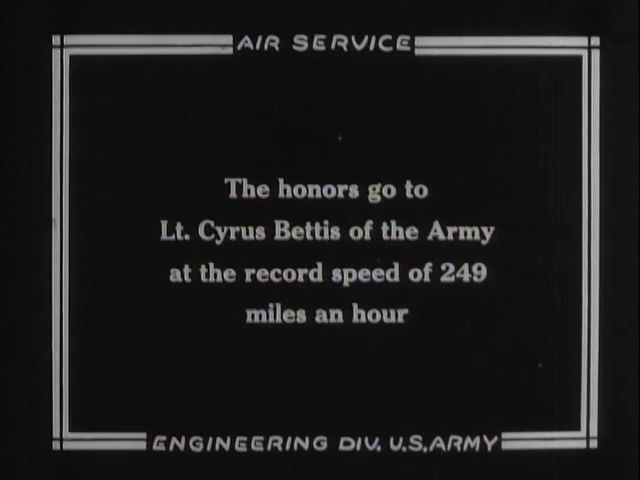 AIR SERVICE
The honors go to
Lt. Cyrus Bettis of the Army
at the record speed of 249
miles an hour
ENGINEERING DIV. U.S. ARMY